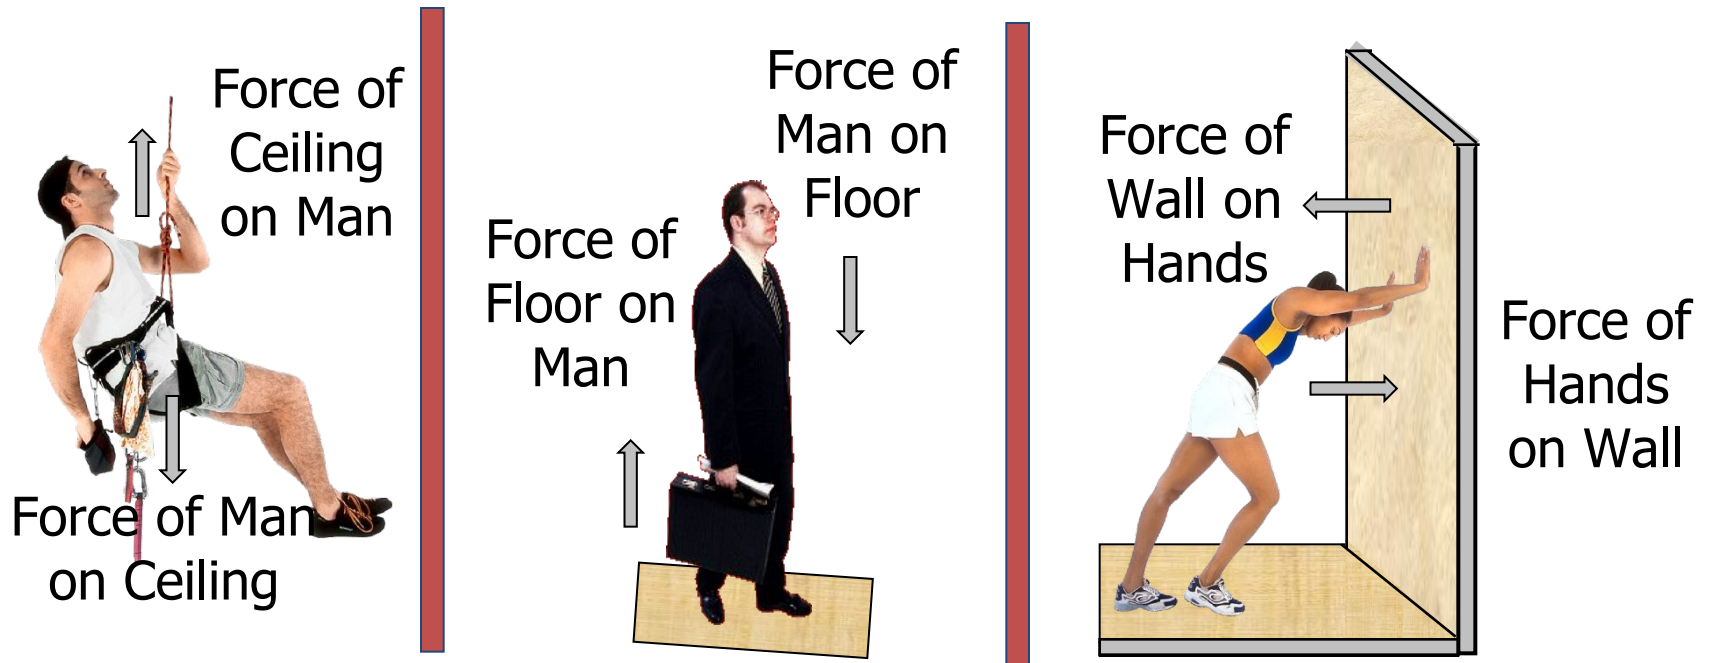 Force of
Ceiling
on Man
Force of Man
on Ceiling
Force of
Floor on
Man
Force of
Man on
Floor
Force of
Wall on
Hands
Force of
Hands
on Wall